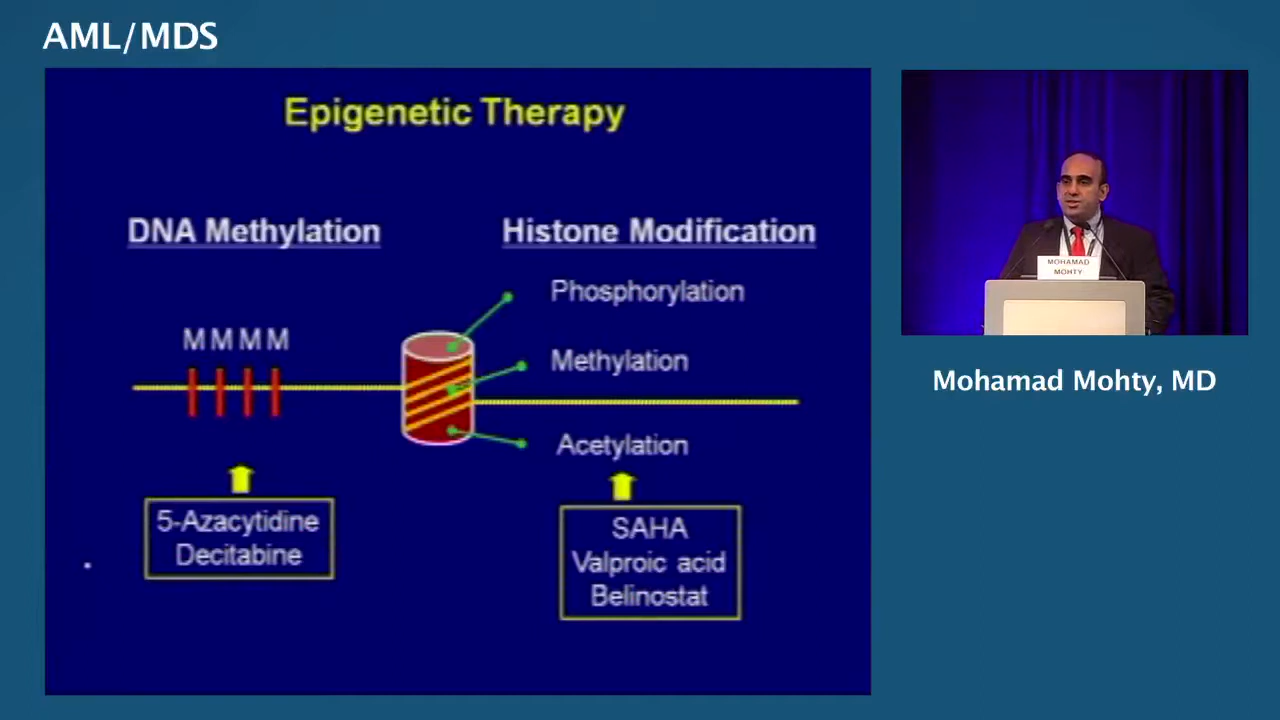 AML/MDS
Epigenetic Therapy
DNA Methylation
Histone Modification
Phosphorylation
M M M M
Methylation
Acetylation
5-Azacytidine
Decitabine
SAHA
Valproic acid
Belinostat
MOHAMAD
MOHTY
Mohamad Mohty, MD